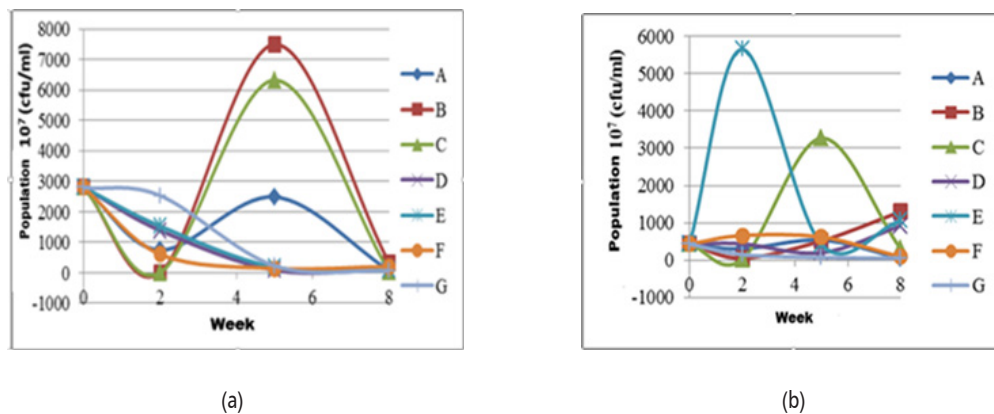 8000
7000
6000
5000
4000
3000
2000
1000
0
-1000
Population 10⁷ (cfu/ml)
0 2 4 6 8
Week
A
B
C
D
E
F
G
(a)
6000
5000
4000
3000
2000
1000
0
-1000
Population 10⁷ (cfu/ml)
0 2 4 6 8
Week
A
B
C
D
E
F
G
(b)